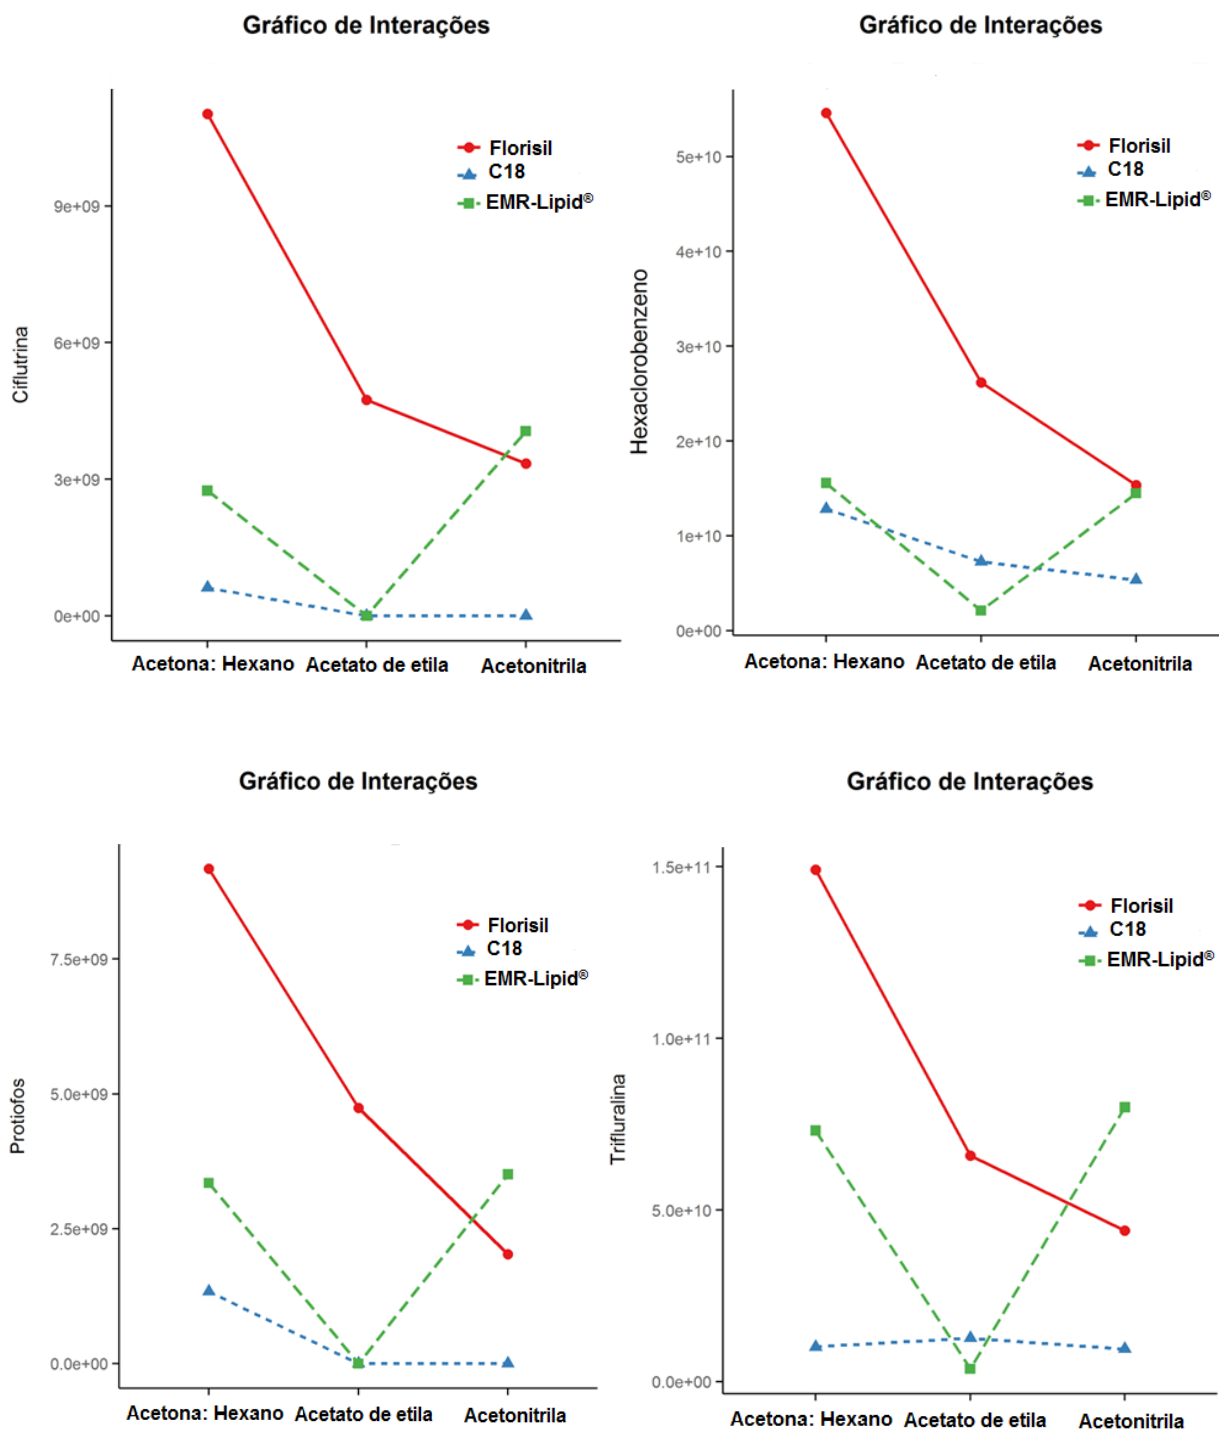 Gráfico de Interações
Florisil
C18
EMR-Lipid®
9e+09
6e+09
3e+09
0e+00
Ciflutrina
Acetona: Hexano Acetato de etila Acetonitrila
Gráfico de Interações
Florisil
C18
EMR-Lipid®
5e+10
4e+10
3e+10
2e+10
1e+10
0e+00
Hexaclorobenzeno
Acetona: Hexano Acetato de etila Acetonitrila
Gráfico de Interações
Florisil
C18
EMR-Lipid®
7.5e+09
5.0e+09
2.5e+09
0.0e+00
Protiofos
Acetona: Hexano Acetato de etila Acetonitrila
Gráfico de Interações
Florisil
C18
EMR-Lipid®
1.5e+11
1.0e+11
5.0e+10
0.0e+00
Trifluralina
Acetona: Hexano Acetato de etila Acetonitrila